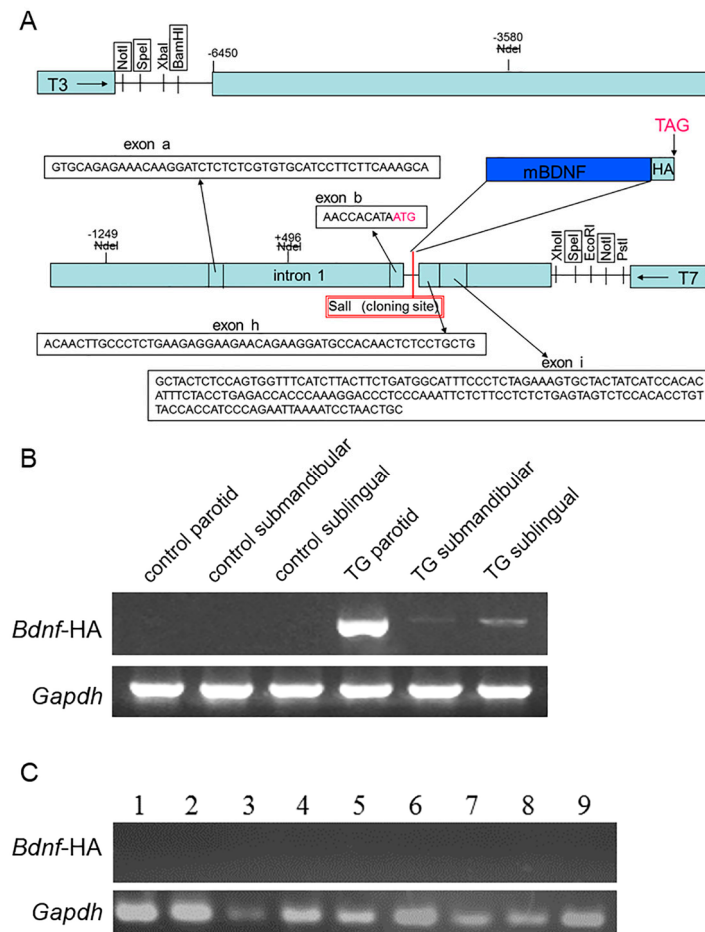 A
NotI
SpeI
XbaI
BamHI
-6450
-3580
NdeI
T3
TAG
exon a
GTGCAGAGAAACAAGGATCTCTCTCGTGTGCATCCTTCTTCAAAGCA
mBDNF
HA
exon b
AACCACATAATG
-1249
NdeI
+496
NdeI
intron 1
XhoII
SpeI
EcoRI
NotI
PstI
T7
SalI (cloning site)
exon h
ACAACTTGCCCTCTGAAGAGGAAGAACAGAAGGATGCCACAACTCTCCTGCTG
exon i
GCTACTCTCCAGTGGTTTCATCTTACTTCTGATGGCATTTCCCTCTAGAAAGTGCTACTATCATCCACAC
ATTTCTACCTGAGACCACCCAAAGGACCCTCCCAAATTCTCTTCCTCTCTGAGTAGTCTCCACACCTGT
TACCACCATCCCAGAATTAAAATCCTAACTGC
B
control parotid
control submandibular
control sublingual
TG parotid
TG submandibular
TG sublingual
Bdnf-HA
Gapdh
C
1 2 3 4 5 6 7 8 9
Bdnf-HA
Gapdh